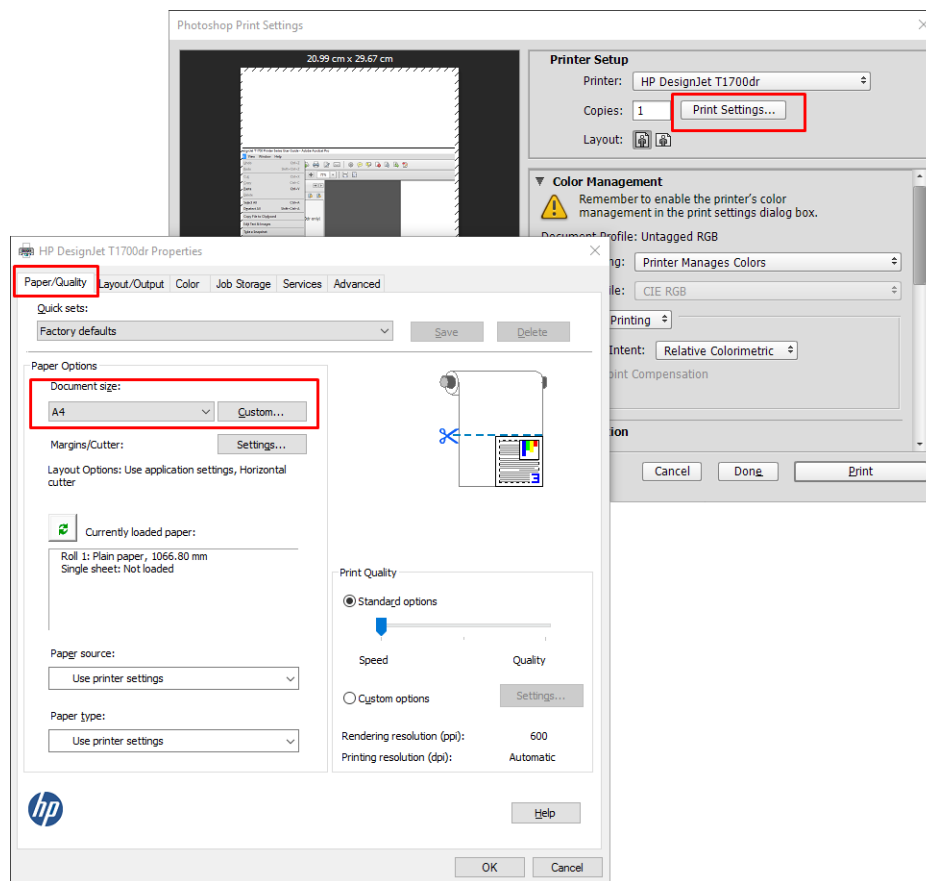 Photoshop Print Settings
20.99 cm x 29.67 cm
Printer Setup
Printer: HP DesignJet T1700dr
Copies: 1 Print Settings...
Layout:
Color Management
Remember to enable the printer's color
management in the print settings dialog box.
Document Profile: Untagged RGB
ng: Printer Manages Colors
ile: CIE RGB
Printing
Intent: Relative Colorimetric
oint Compensation
ion
Cancel Done Print
HP DesignJet T1700dr Properties
Paper/Quality Layout/Output Color Job Storage Services Advanced
Quick sets:
Factory defaults Save Delete
Paper Options
Document size:
A4 Custom...
Margins/Cutter: Settings...
Layout Options: Use application settings, Horizontal
cutter
Currently loaded paper:
Roll 1: Plain paper, 1066.80 mm
Single sheet: Not loaded
Paper source:
Use printer settings
Paper type:
Use printer settings
3
Print Quality
Standard options
Speed Quality
Custom options Settings...
Rendering resolution (ppi): 600
Printing resolution (dpi): Automatic
hp
Help
OK Cancel